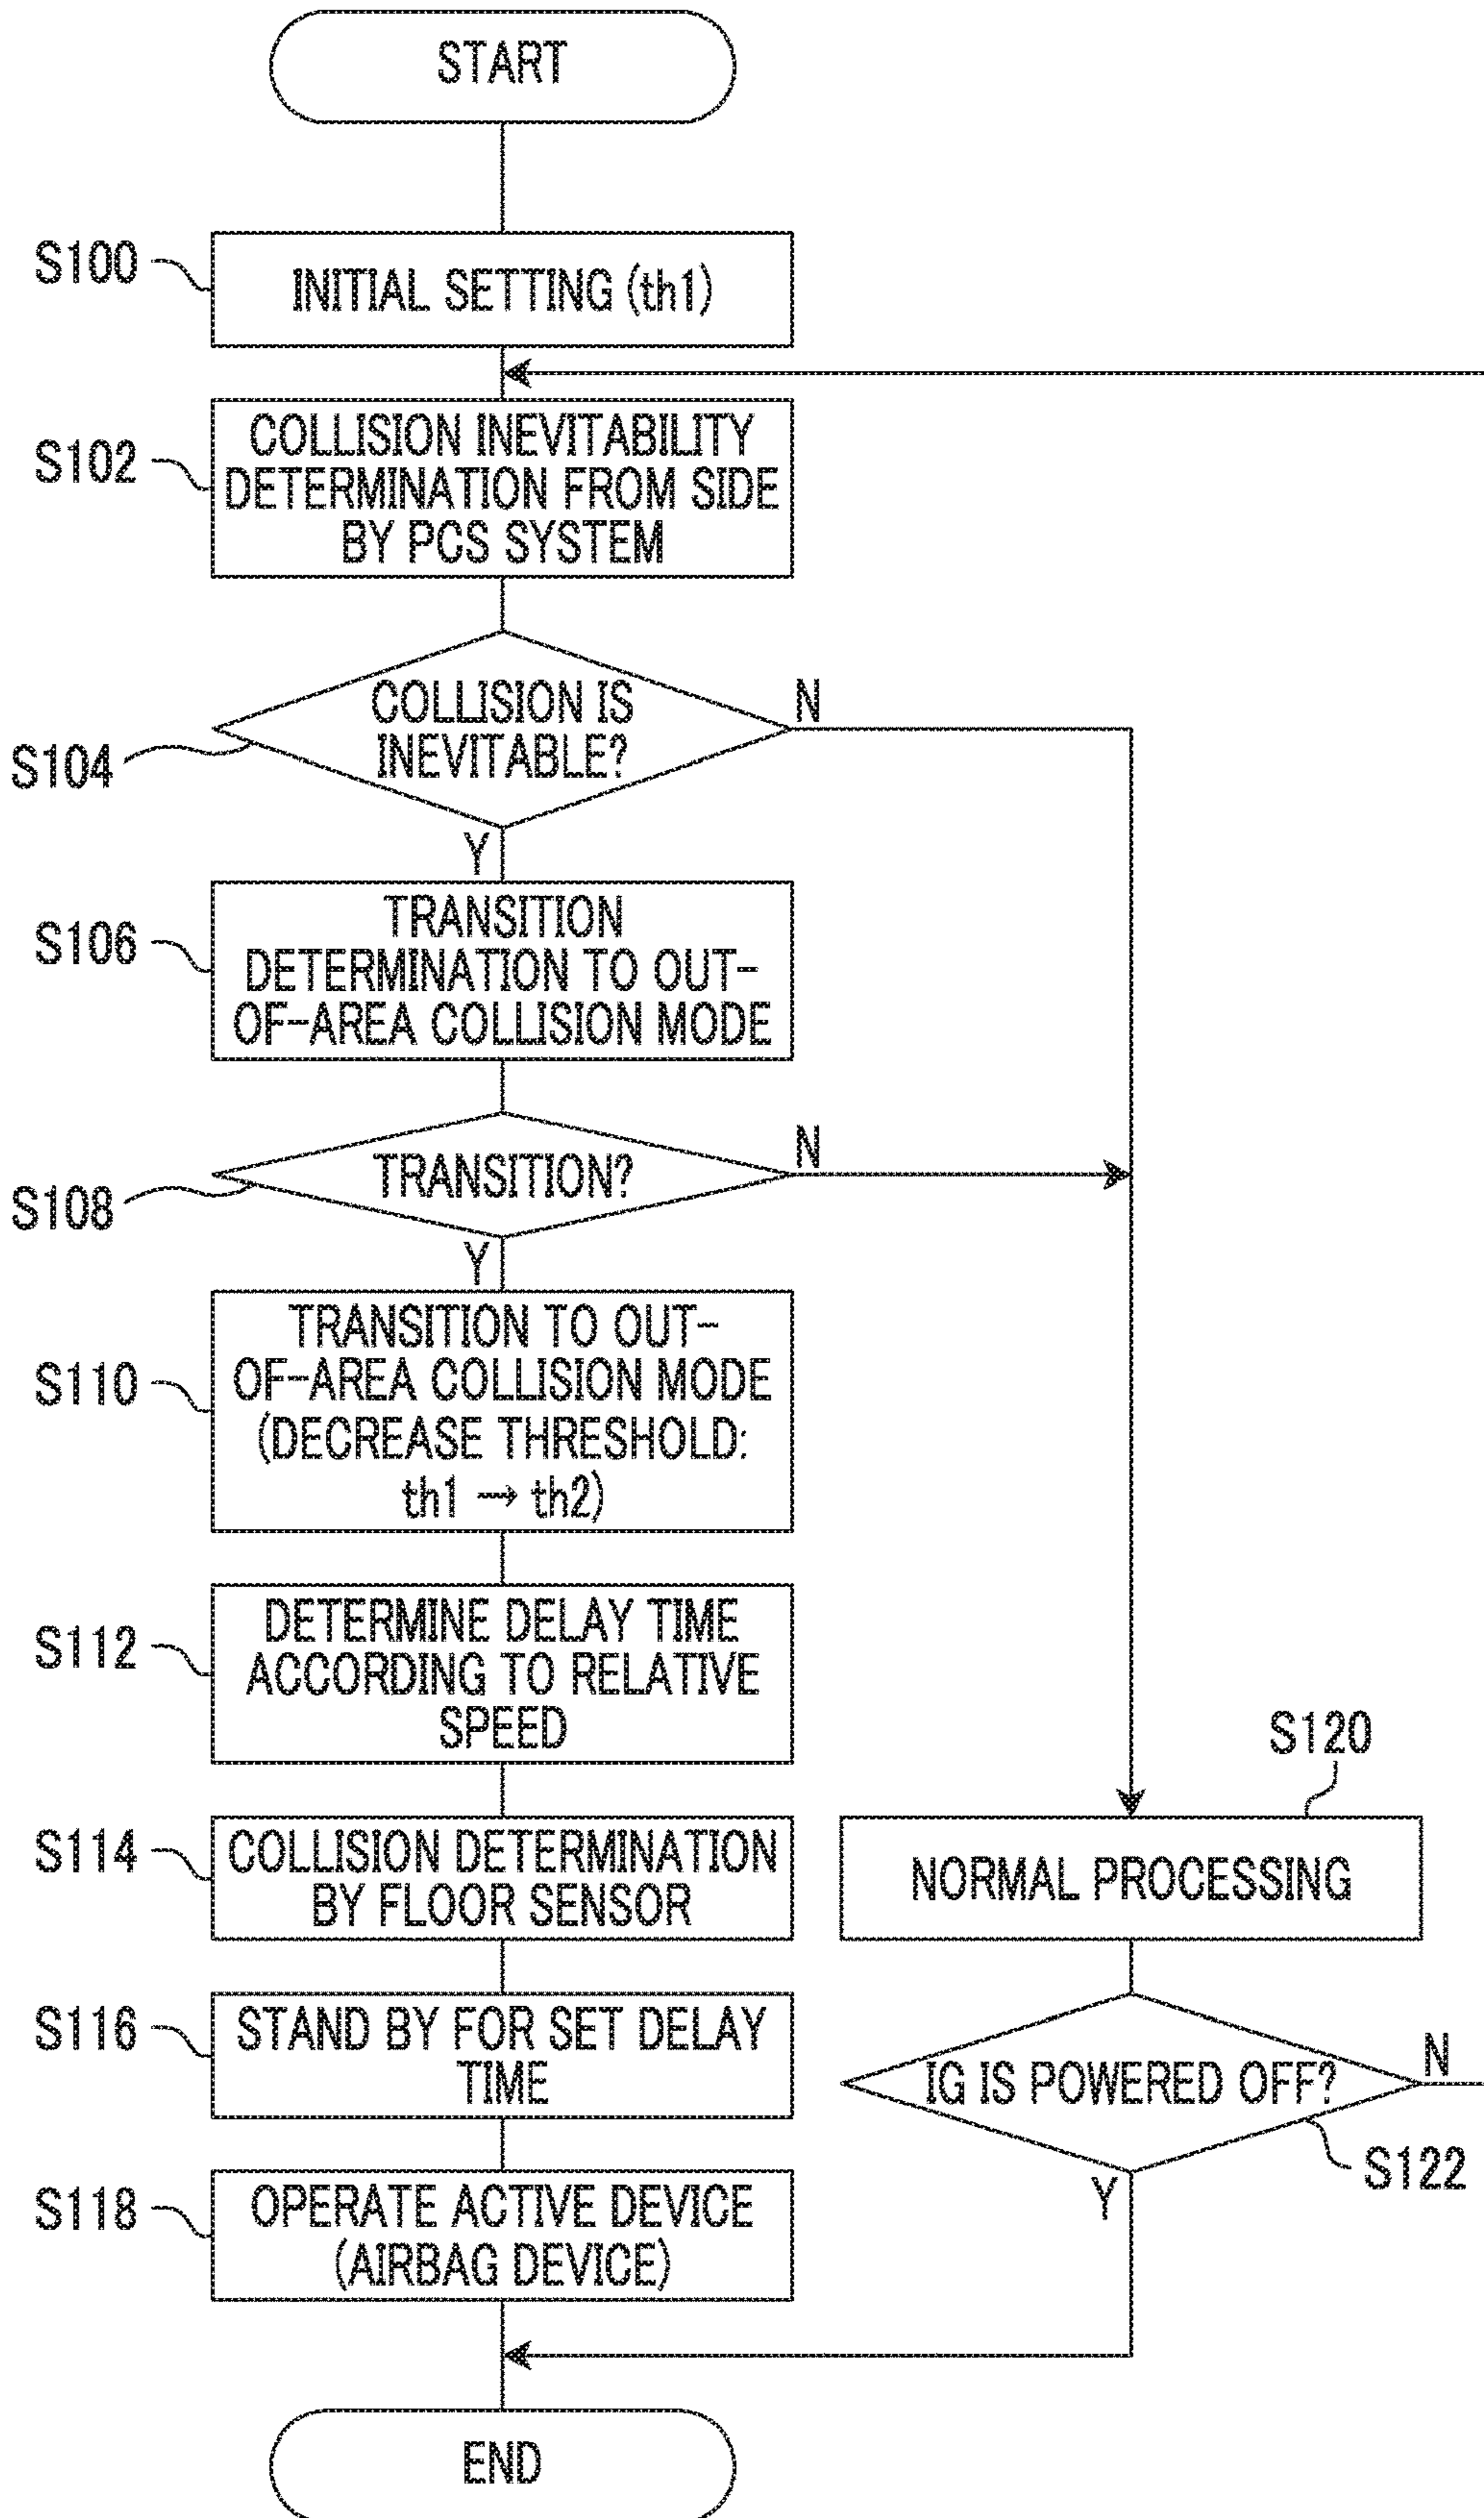 START
S100
INITIAL SETTING (th1)
S102
COLLISION INEVITABILITY
DETERMINATION FROM SIDE
BY PCS SYSTEM
S104
COLLISION IS
INEVITABLE?
N
Y
S106
TRANSITION
DETERMINATION TO OUT-
OF-AREA COLLISION MODE
S108
TRANSITION?
N
Y
S110
TRANSITION TO OUT-
OF-AREA COLLISION MODE
(DECREASE THRESHOLD:
th1 → th2)
S112
DETERMINE DELAY TIME
ACCORDING TO RELATIVE
SPEED
S114
COLLISION DETERMINATION
BY FLOOR SENSOR
S116
STAND BY FOR SET DELAY
TIME
S118
OPERATE ACTIVE DEVICE
(AIRBAG DEVICE)
S120
NORMAL PROCESSING
IG IS POWERED OFF?
N
S122
Y
END